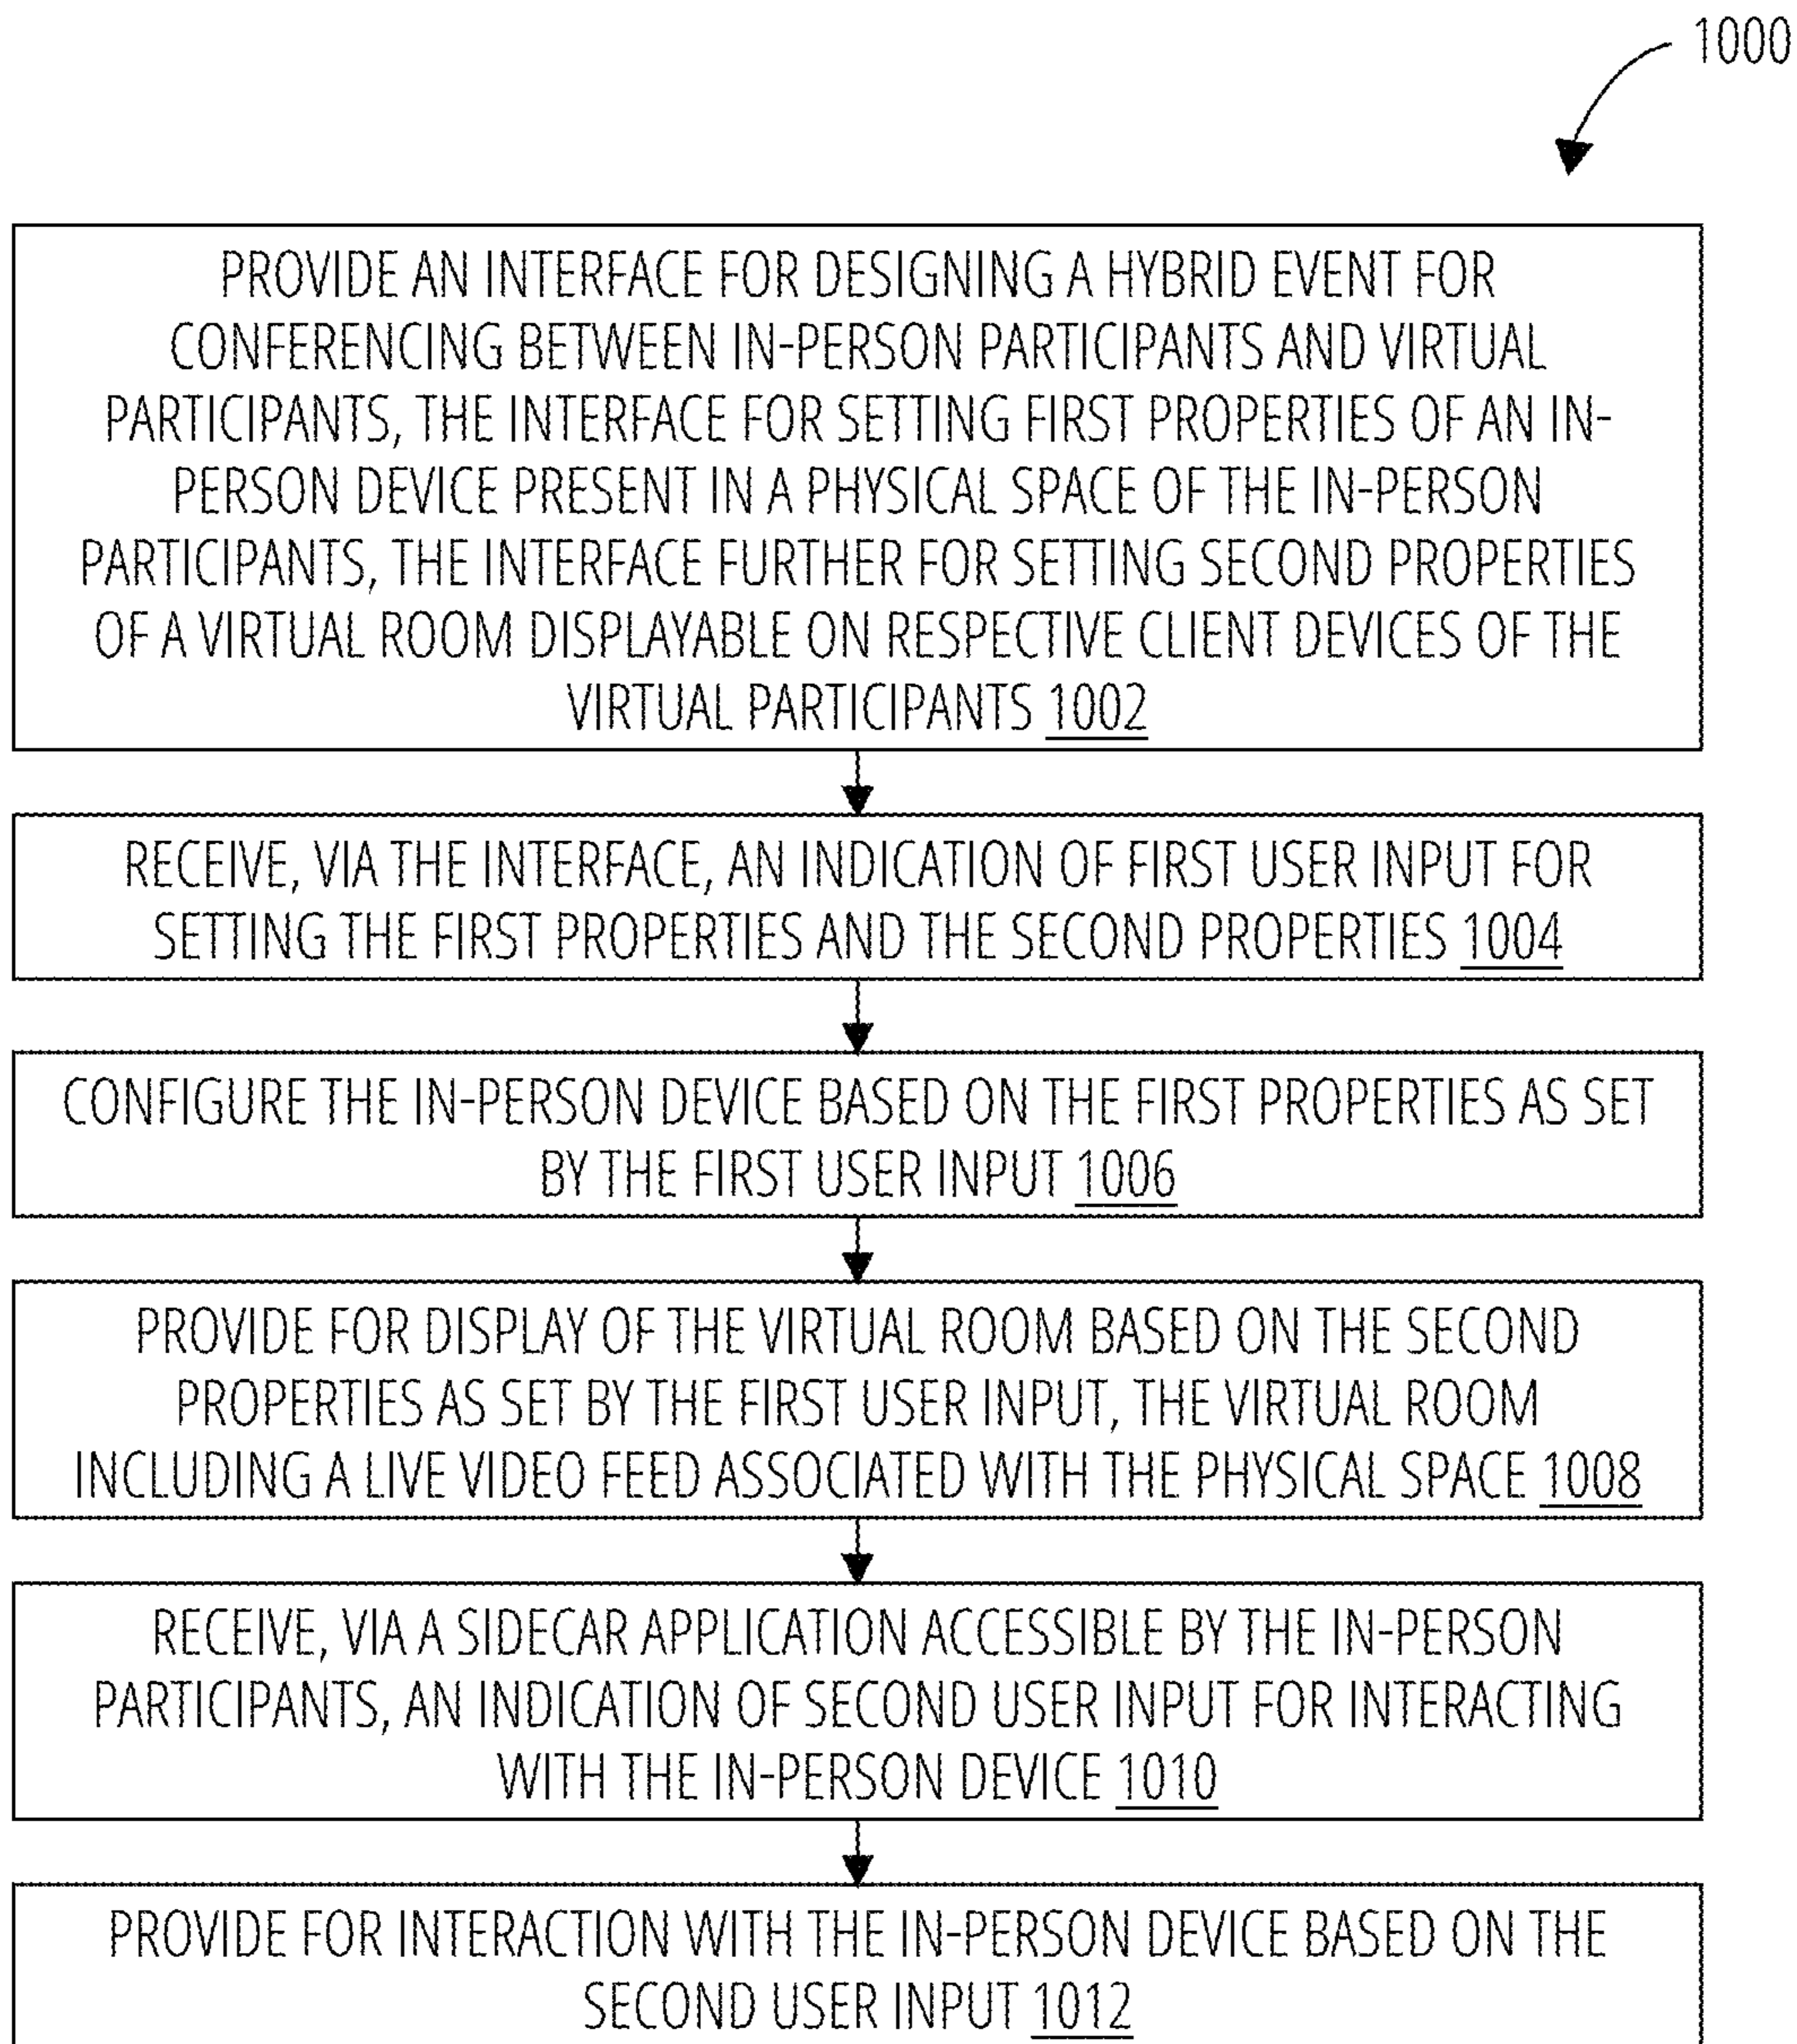 1000
PROVIDE AN INTERFACE FOR DESIGNING A HYBRID EVENT FOR
CONFERENCING BETWEEN IN-PERSON PARTICIPANTS AND VIRTUAL
PARTICIPANTS, THE INTERFACE FOR SETTING FIRST PROPERTIES OF AN IN-
PERSON DEVICE PRESENT IN A PHYSICAL SPACE OF THE IN-PERSON
PARTICIPANTS, THE INTERFACE FURTHER FOR SETTING SECOND PROPERTIES
OF A VIRTUAL ROOM DISPLAYABLE ON RESPECTIVE CLIENT DEVICES OF THE
VIRTUAL PARTICIPANTS 1002
RECEIVE, VIA THE INTERFACE, AN INDICATION OF FIRST USER INPUT FOR
SETTING THE FIRST PROPERTIES AND THE SECOND PROPERTIES 1004
CONFIGURE THE IN-PERSON DEVICE BASED ON THE FIRST PROPERTIES AS SET
BY THE FIRST USER INPUT 1006
PROVIDE FOR DISPLAY OF THE VIRTUAL ROOM BASED ON THE SECOND
PROPERTIES AS SET BY THE FIRST USER INPUT, THE VIRTUAL ROOM
INCLUDING A LIVE VIDEO FEED ASSOCIATED WITH THE PHYSICAL SPACE 1008
RECEIVE, VIA A SIDECAR APPLICATION ACCESSIBLE BY THE IN-PERSON
PARTICIPANTS, AN INDICATION OF SECOND USER INPUT FOR INTERACTING
WITH THE IN-PERSON DEVICE 1010
PROVIDE FOR INTERACTION WITH THE IN-PERSON DEVICE BASED ON THE
SECOND USER INPUT 1012